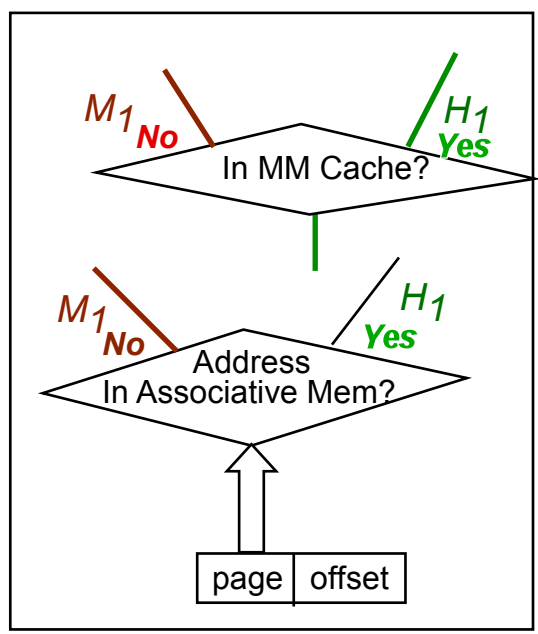 M1 No
H1 Yes
In MM Cache?
M1 No
H1 Yes
Address
In Associative Mem?
page offset